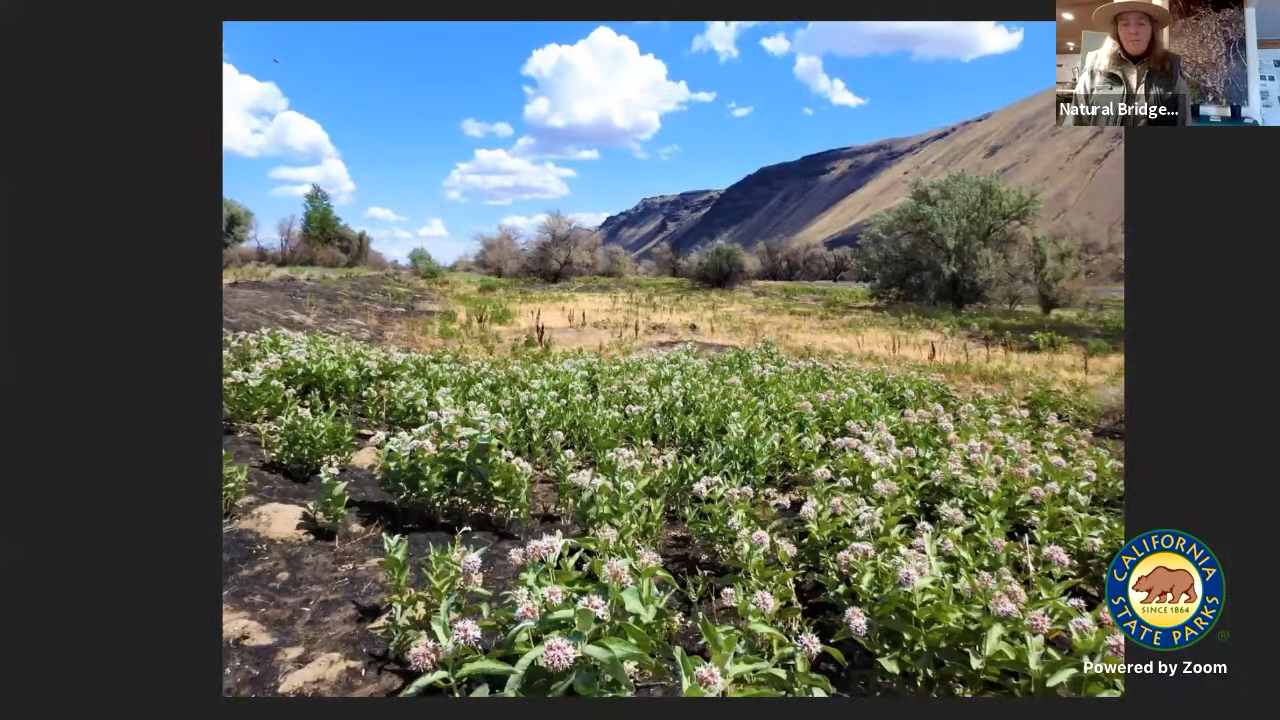 Natural Bridge...
CALIFORNIA
SINCE 1864
STATE PARKS
®
Powered by Zoom